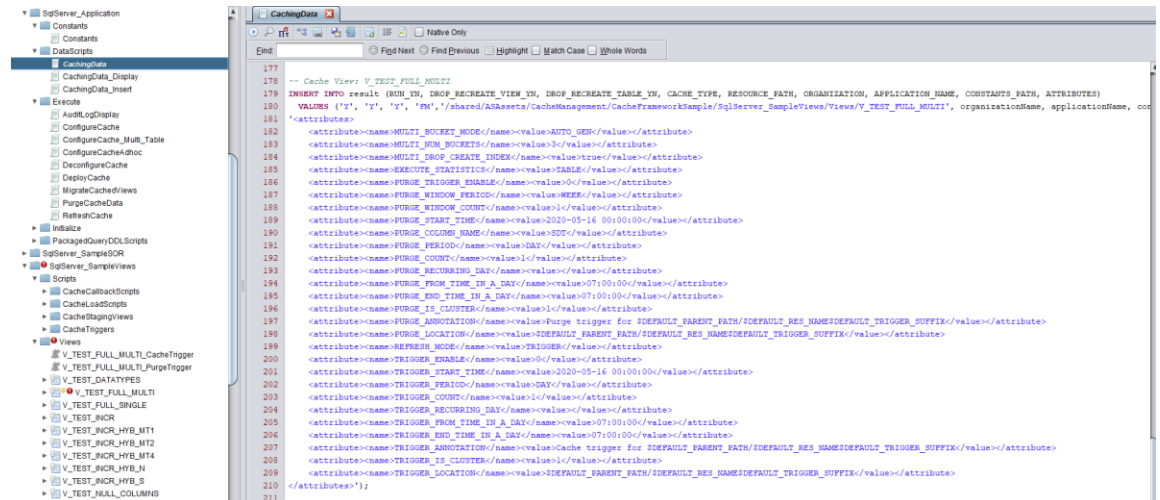 SqlServer_Application
Constants
Constants
DataScripts
CachingData
CachingData_Display
CachingData_Insert
Execute
AuditLogDisplay
ConfigureCache
ConfigureCache_Multi_Table
ConfigureCacheAdhoc
DeconfigureCache
DeployCache
MigrateCachedViews
PurgeCacheData
RefreshCache
Initialize
PackagedQueryDDLScripts
SqlServer_SampleSOR
SqlServer_SampleViews
Scripts
CacheCallbackScripts
CacheLoadScripts
CacheStagingViews
CacheTriggers
Views
V_TEST_FULL_MULTI_CacheTrigger
V_TEST_FULL_MULTI_PurgeTrigger
V_TEST_DATATYPES
V_TEST_FULL_MULTI
V_TEST_FULL_SINGLE
V_TEST_INCR
V_TEST_INCR_HYB_MT1
V_TEST_INCR_HYB_MT2
V_TEST_INCR_HYB_MT4
V_TEST_INCR_HYB_N
V_TEST_INCR_HYB_S
V_TEST_NULL_COLUMNS
CachingData
Native Only
Find: Find Next Find Previous Highlight Match Case Whole Words
177
178 -- Cache View: V_TEST_FULL_MULTI
179 INSERT INTO result (RUN_YN, DROP_RECREATE_VIEW_YN, DROP_RECREATE_TABLE_YN, CACHE_TYPE, RESOURCE_PATH, ORGANIZATION, APPLICATION_NAME, CONSTANTS_PATH, ATTRIBUTES)
180 VALUES ('Y', 'Y', 'Y', 'FM','/shared/ASAssets/CacheManagement/CacheFrameworkSample/SqlServer_SampleViews/Views/V_TEST_FULL_MULTI', organizationName, applicationName, con
181 '<attributes>
182 <attribute><name>MULTI_BUCKET_MODE</name><value>AUTO_GEN</value></attribute>
183 <attribute><name>MULTI_NUM_BUCKETS</name><value>3</value></attribute>
184 <attribute><name>MULTI_DROP_CREATE_INDEX</name><value>true</value></attribute>
185 <attribute><name>EXECUTE_STATISTICS</name><value>TABLE</value></attribute>
186 <attribute><name>PURGE_TRIGGER_ENABLE</name><value>0</value></attribute>
187 <attribute><name>PURGE_WINDOW_PERIOD</name><value>WEEK</value></attribute>
188 <attribute><name>PURGE_WINDOW_COUNT</name><value>1</value></attribute>
189 <attribute><name>PURGE_START_TIME</name><value>2020-05-16 00:00:00</value></attribute>
190 <attribute><name>PURGE_COLUMN_NAME</name><value>SDT</value></attribute>
191 <attribute><name>PURGE_PERIOD</name><value>DAY</value></attribute>
192 <attribute><name>PURGE_COUNT</name><value>1</value></attribute>
193 <attribute><name>PURGE_RECURRING_DAY</name><value></value></attribute>
194 <attribute><name>PURGE_FROM_TIME_IN_A_DAY</name><value>07:00:00</value></attribute>
195 <attribute><name>PURGE_END_TIME_IN_A_DAY</name><value>07:00:00</value></attribute>
196 <attribute><name>PURGE_IS_CLUSTER</name><value>1</value></attribute>
197 <attribute><name>PURGE_ANNOTATION</name><value>Purge trigger for $DEFAULT_PARENT_PATH/$DEFAULT_RES_NAME$DEFAULT_TRIGGER_SUFFIX</value></attribute>
198 <attribute><name>PURGE_LOCATION</name><value>$DEFAULT_PARENT_PATH/$DEFAULT_RES_NAME$DEFAULT_TRIGGER_SUFFIX</value></attribute>
199 <attribute><name>REFRESH_MODE</name><value>TRIGGER</value></attribute>
200 <attribute><name>TRIGGER_ENABLE</name><value>0</value></attribute>
201 <attribute><name>TRIGGER_START_TIME</name><value>2020-05-16 00:00:00</value></attribute>
202 <attribute><name>TRIGGER_PERIOD</name><value>DAY</value></attribute>
203 <attribute><name>TRIGGER_COUNT</name><value>1</value></attribute>
204 <attribute><name>TRIGGER_RECURRING_DAY</name><value></value></attribute>
205 <attribute><name>TRIGGER_FROM_TIME_IN_A_DAY</name><value>07:00:00</value></attribute>
206 <attribute><name>TRIGGER_END_TIME_IN_A_DAY</name><value>07:00:00</value></attribute>
207 <attribute><name>TRIGGER_ANNOTATION</name><value>Cache trigger for $DEFAULT_PARENT_PATH/$DEFAULT_RES_NAME$DEFAULT_TRIGGER_SUFFIX</value></attribute>
208 <attribute><name>TRIGGER_IS_CLUSTER</name><value>1</value></attribute>
209 <attribute><name>TRIGGER_LOCATION</name><value>$DEFAULT_PARENT_PATH/$DEFAULT_RES_NAME$DEFAULT_TRIGGER_SUFFIX</value></attribute>
210 </attributes>');
211